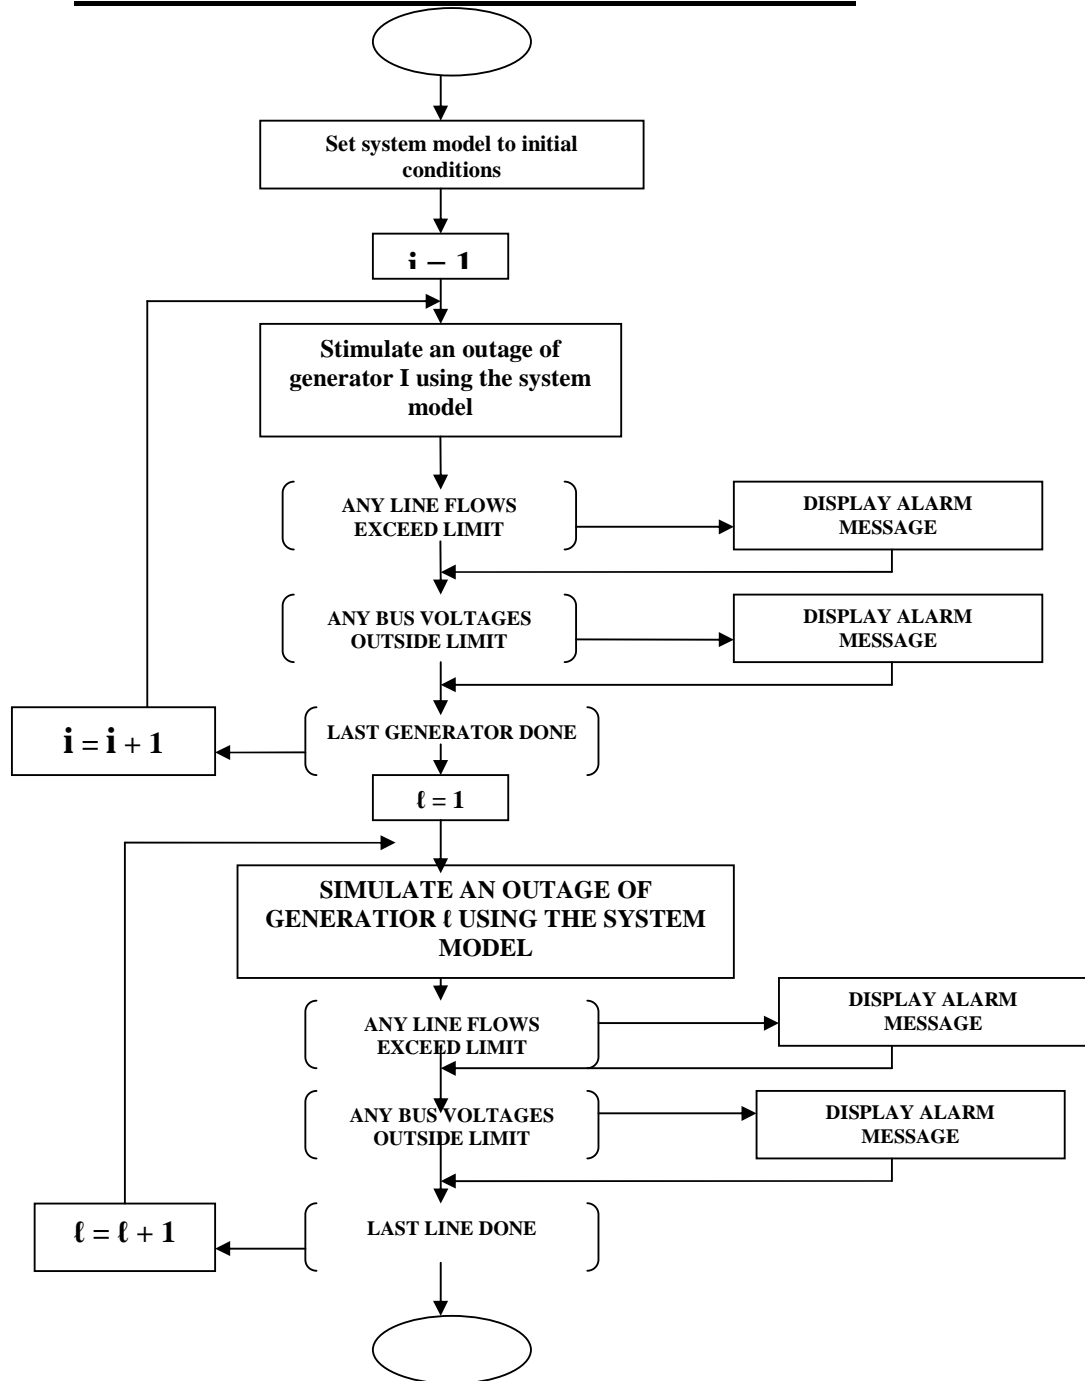 Set system model to initial
conditions
i = 1
Stimulate an outage of
generator I using the system
model
ANY LINE FLOWS
EXCEED LIMIT
DISPLAY ALARM
MESSAGE
ANY BUS VOLTAGES
OUTSIDE LIMIT
DISPLAY ALARM
MESSAGE
LAST GENERATOR DONE
i = i + 1
ℓ = 1
SIMULATE AN OUTAGE OF
GENERATIOR ℓ USING THE SYSTEM
MODEL
ANY LINE FLOWS
EXCEED LIMIT
DISPLAY ALARM
MESSAGE
ANY BUS VOLTAGES
OUTSIDE LIMIT
DISPLAY ALARM
MESSAGE
LAST LINE DONE
ℓ = ℓ + 1